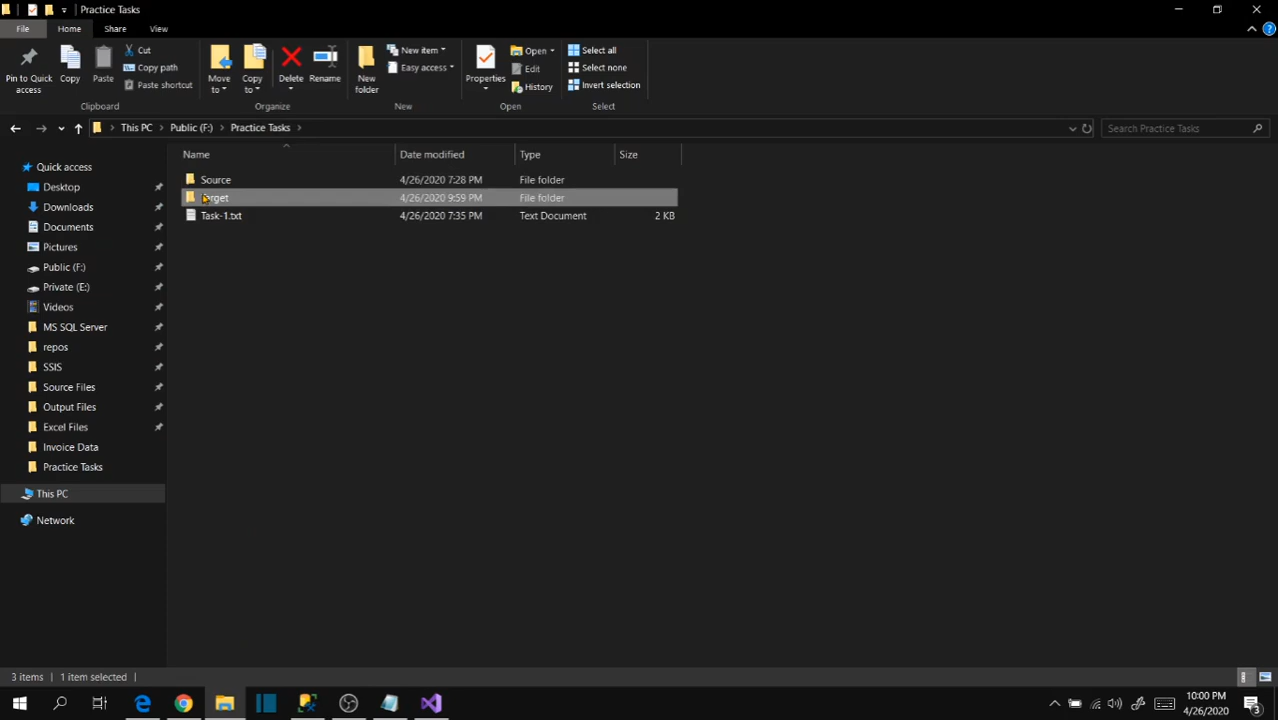 Practice Tasks
File Home Share View
Pin to Quick access
Copy
Paste
Cut
Copy path
Paste shortcut
Clipboard
Move to
Copy to
Delete
Rename
Organize
New folder
New item
Easy access
New
Properties
Open
Edit
History
Open
Select all
Select none
Invert selection
Select
This PC > Public (F:) > Practice Tasks >
Search Practice Tasks
Quick access
Desktop
Downloads
Documents
Pictures
Public (F:)
Private (E:)
Videos
MS SQL Server
repos
SSIS
Source Files
Output Files
Excel Files
Invoice Data
Practice Tasks
This PC
Network
Name Date modified Type Size
Source 4/26/2020 7:28 PM File folder
rget 4/26/2020 9:59 PM File folder
Task-1.txt 4/26/2020 7:35 PM Text Document 2 KB
3 items 1 item selected
10:00 PM
4/26/2020
3